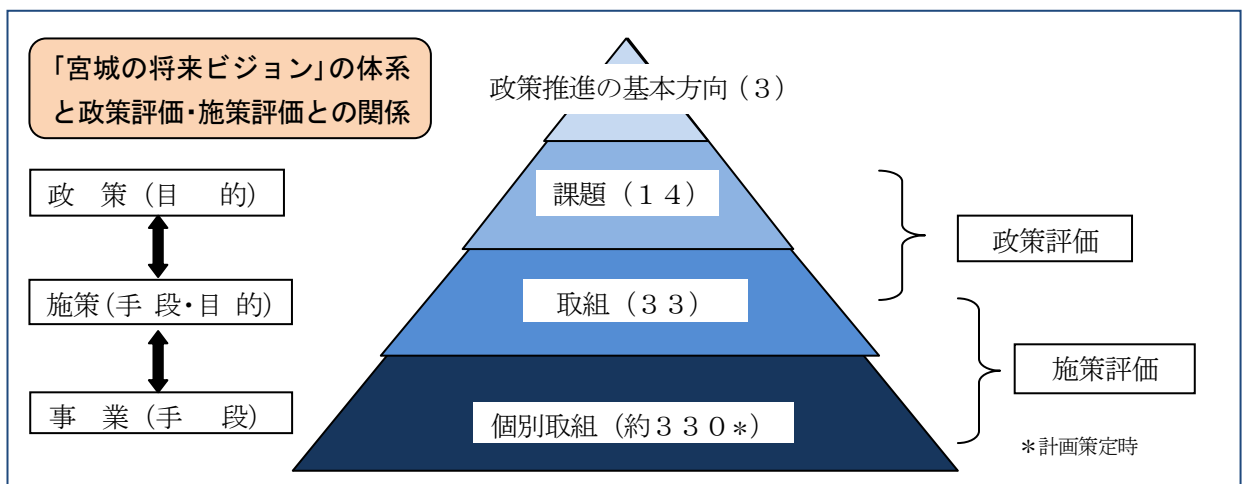 「宮城の将来ビジョン」の体系
と政策評価・施策評価との関係
政策推進の基本方向（３）
政　策（目　的）
課題（１４）
政策評価
施策（手 段・目 的）
取組（３３）
施策評価
事　業（手　段）
個別取組（約３３０＊）
＊計画策定時